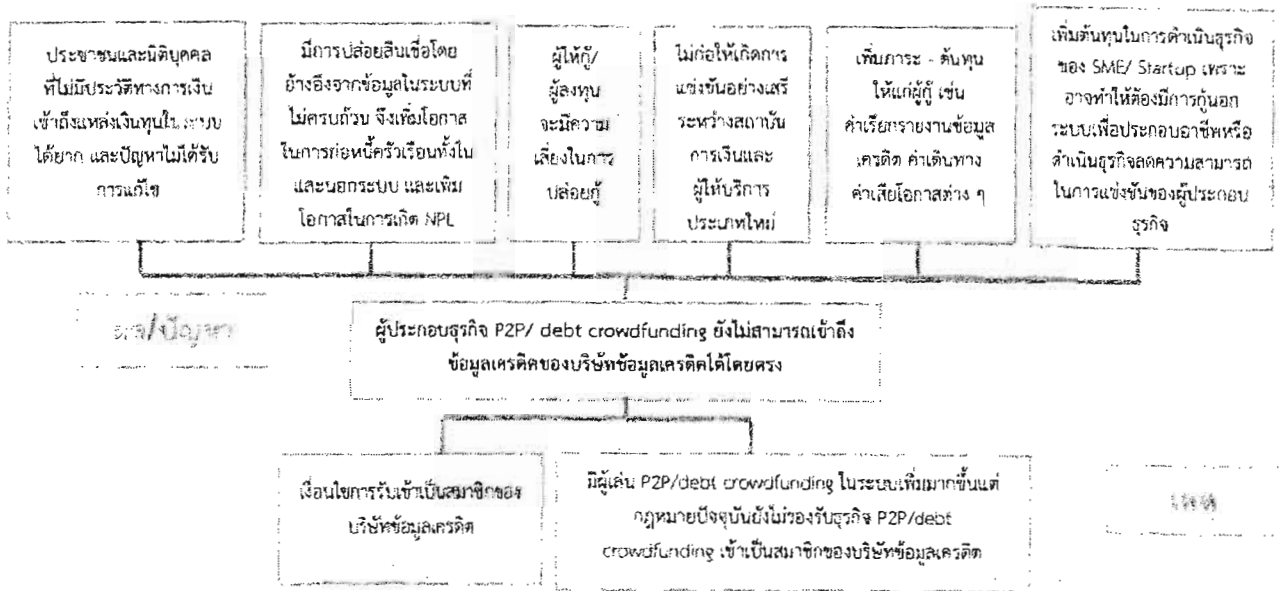 ประชาชนและนิติบุคคล
ที่ไม่มีประวัติทางการเงิน
เข้าถึงแหล่งเงินทุนในระบบ
ได้ยาก และปัญหาไม่ได้รับ
การแก้ไข
มีการปล่อยสินเชื่อโดย
อ้างอิงจากข้อมูลในระบบที่
ไม่ครบถ้วน จึงเพิ่มโอกาส
ในการก่อหนี้ครัวเรือนทั้งใน
และนอกระบบ และเพิ่ม
โอกาสในการเกิด NPL
ผู้ให้กู้/
ผู้ลงทุน
จะมีความ
เสี่ยงในการ
ปล่อยกู้
ไม่ก่อให้เกิดการ
แข่งขันอย่างเสรี
ระหว่างสถาบัน
การเงินและ
ผู้ให้บริการ
ประเภทใหม่
เพิ่มภาระ - ต้นทุน
ให้แก่ผู้กู้ เช่น
ค่าเรียกรายงานข้อมูล
เครดิต ค่าเดินทาง
ค่าเสียโอกาสต่าง ๆ
เพิ่มต้นทุนในการดำเนินธุรกิจ
ของ SME/ Startup เพราะ
อาจทำให้ต้องมีการกู้นอก
ระบบเพื่อประกอบอาชีพหรือ
ดำเนินธุรกิจลดความสามารถ
ในการแข่งขันของผู้ประกอบ
ธุรกิจ
ผล/ปัญหา
ผู้ประกอบธุรกิจ P2P/ debt crowdfunding ยังไม่สามารถเข้าถึง
ข้อมูลเครดิตของบริษัทข้อมูลเครดิตได้โดยตรง
เงื่อนไขการรับเข้าเป็นสมาชิกของ
บริษัทข้อมูลเครดิต
มีผู้เล่น P2P/debt crowdfunding ในระบบเพิ่มมากขึ้นแต่
กฎหมายปัจจุบันยังไม่รองรับธุรกิจ P2P/debt
crowdfunding เข้าเป็นสมาชิกของบริษัทข้อมูลเครดิต
เหตุ